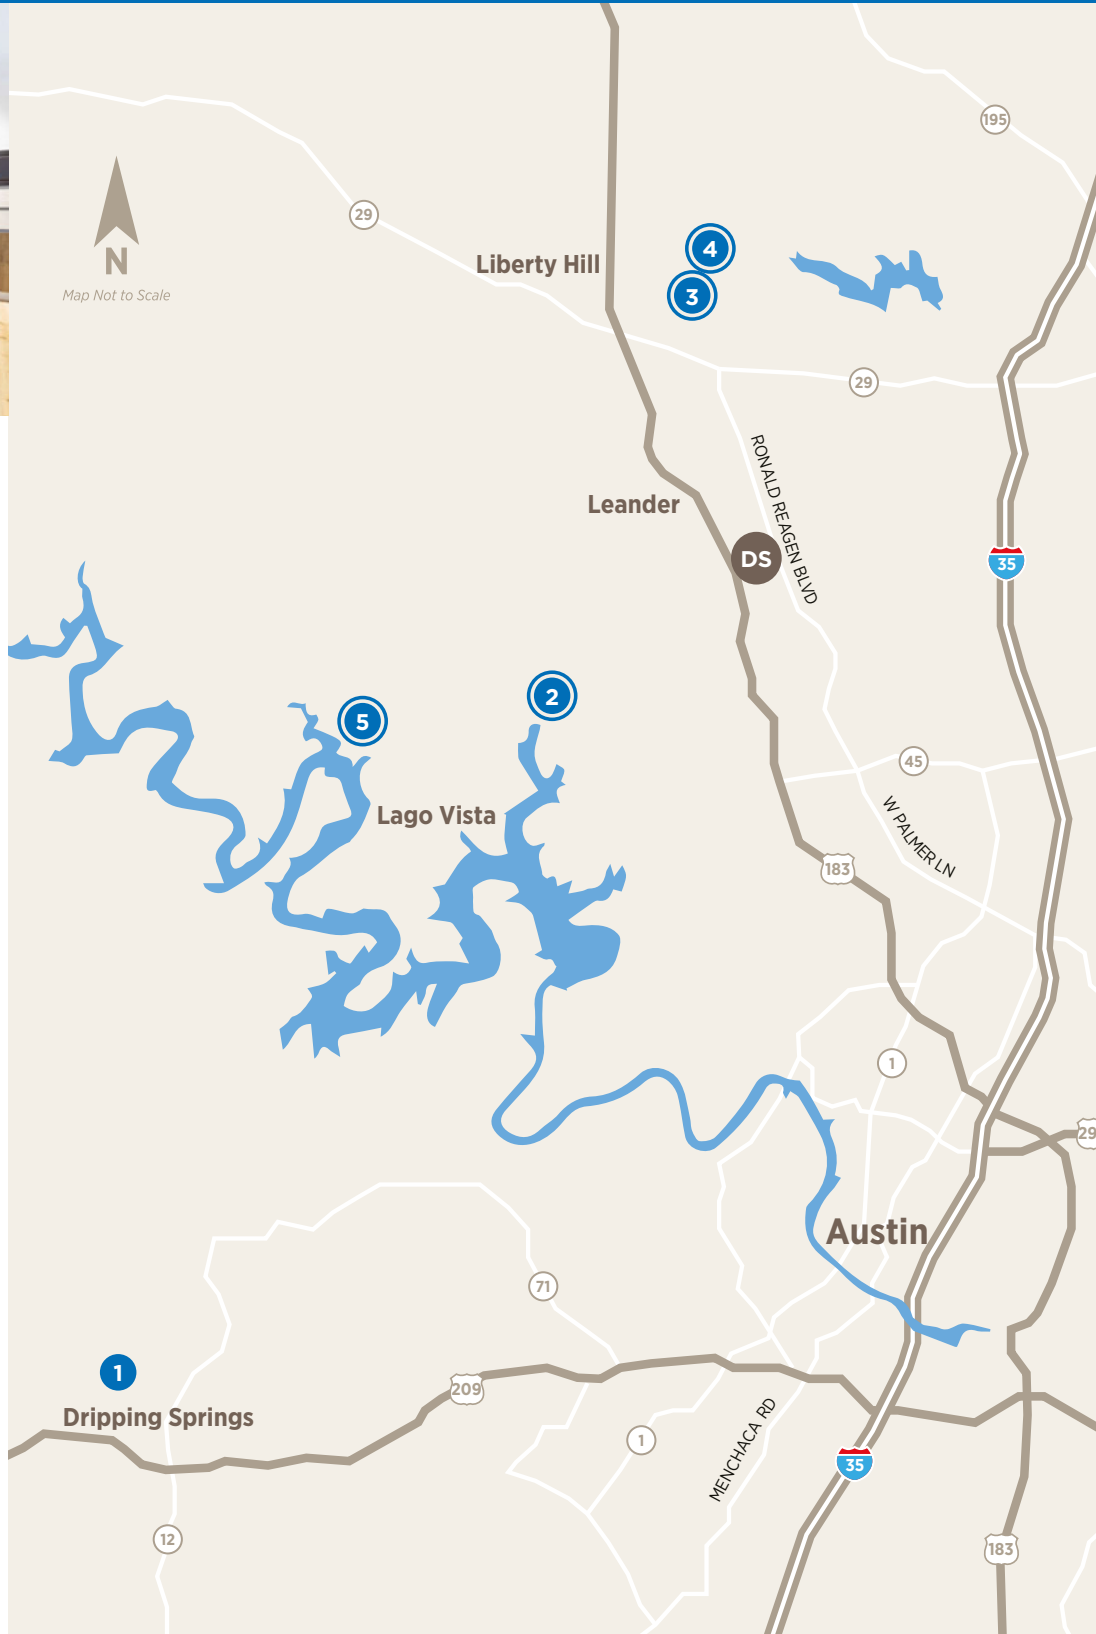 195
29
N
Map Not to Scale
Liberty Hill
4
3
29
RONALD REAGEN BLVD
Leander
DS
35
2
5
45
Lago Vista
W PALMER LN
183
1
29
Austin
71
1
209
Dripping Springs
MENCHACA RD
1
35
12
183